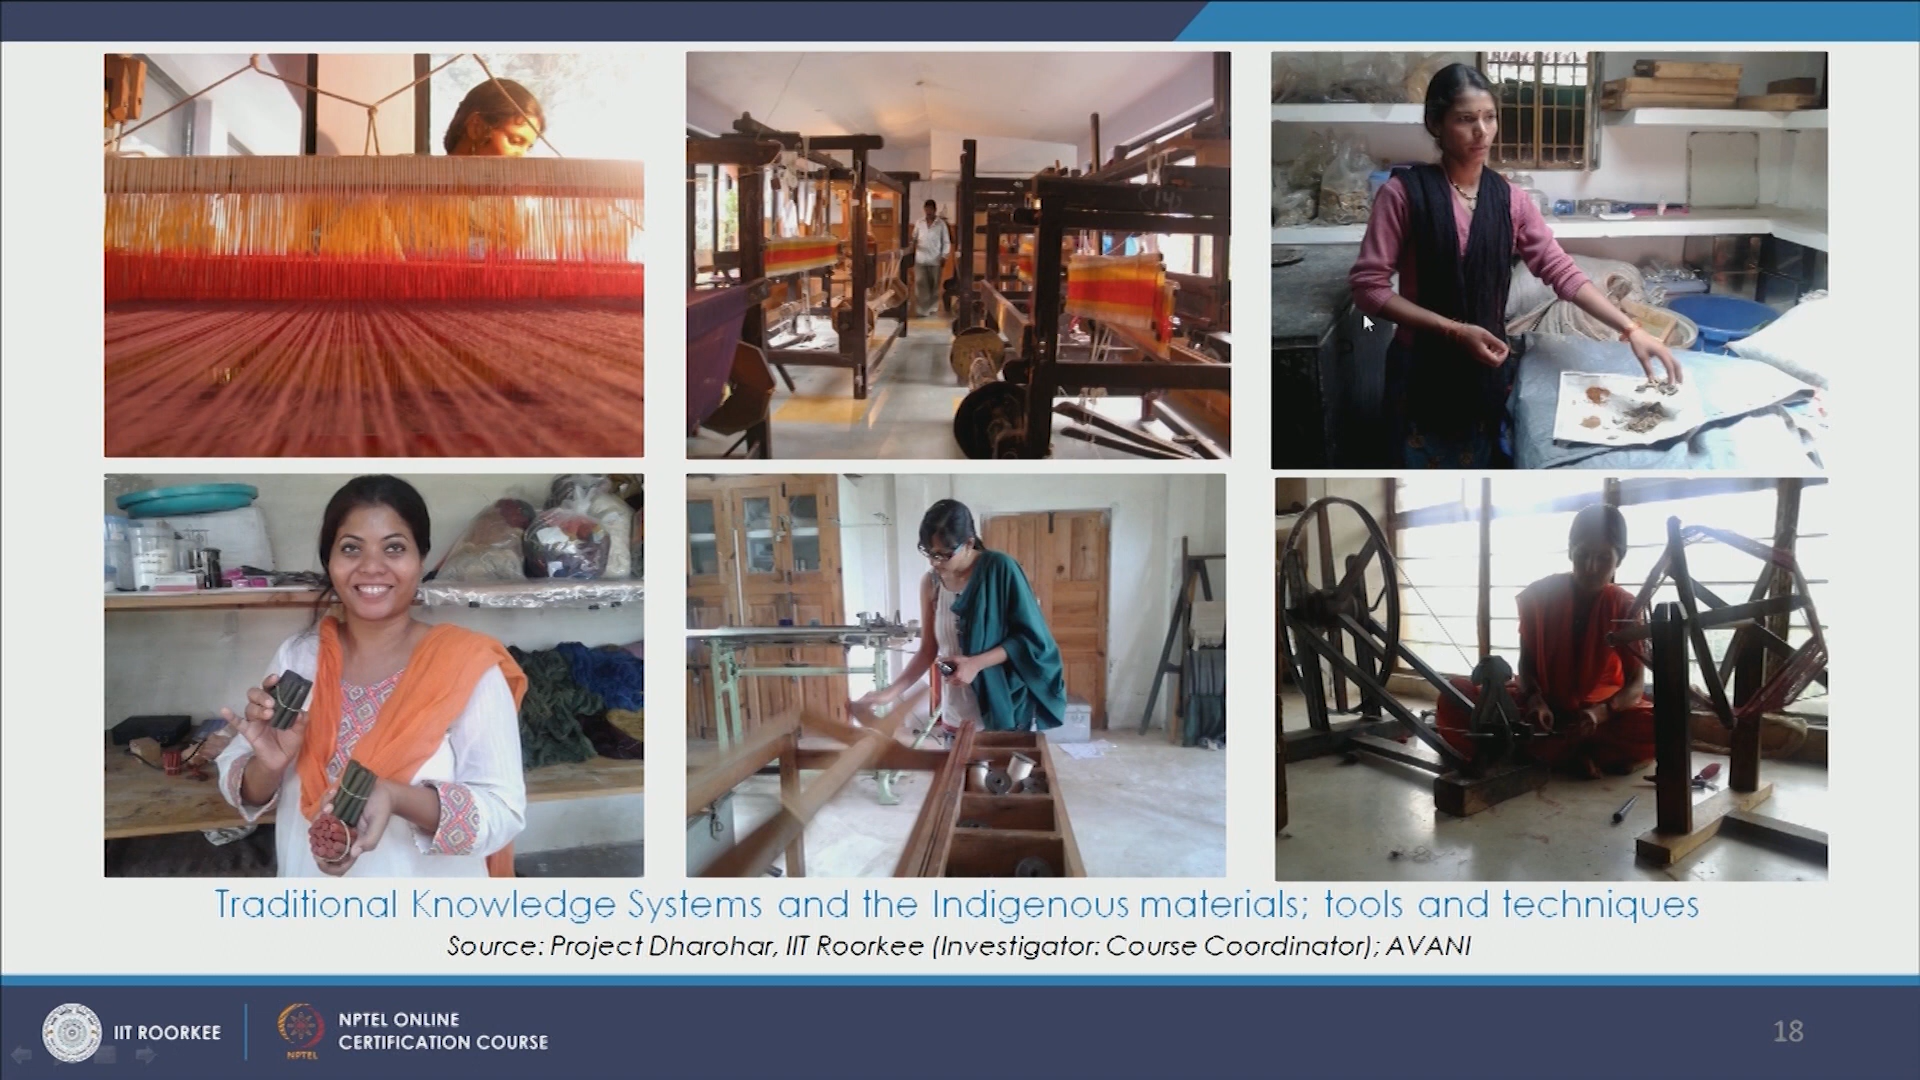 Traditional Knowledge Systems and the Indigenous materials; tools and techniques
Source: Project Dharohar, IIT Roorkee (Investigator: Course Coordinator); AVANI
IIT ROORKEE
NPTEL
NPTEL ONLINE
CERTIFICATION COURSE
18